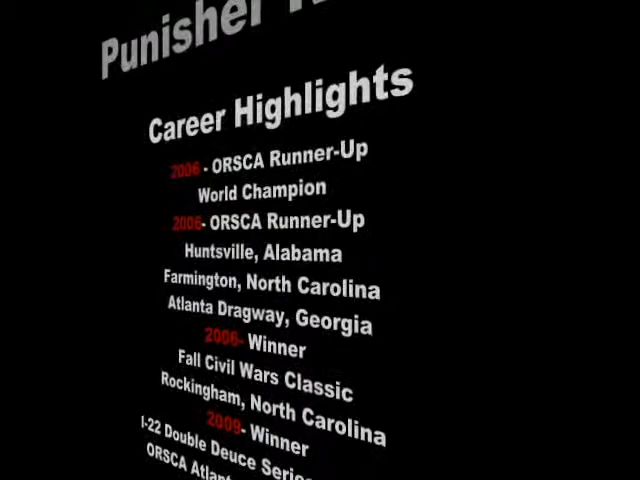 Punisher
Career Highlights
2006 - ORSCA Runner-Up
World Champion
2006- ORSCA Runner-Up
Huntsville, Alabama
Farmington, North Carolina
Atlanta Dragway, Georgia
2006- Winner
Fall Civil Wars Classic
Rockingham, North Carolina
2009- Winner
I-22 Double Deuce Series
ORSCA